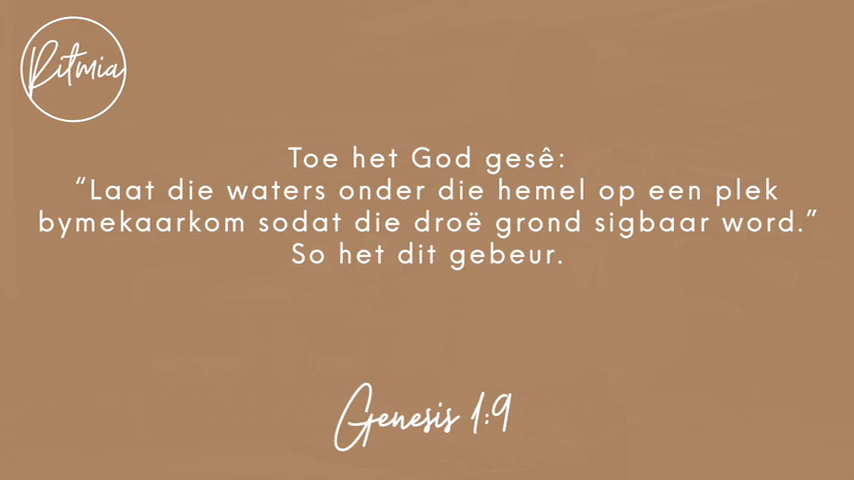 Ritmia
Toe het God gesê:
“Laat die waters onder die hemel op een plek
bymekaarkom sodat die droë grond sigbaar word.”
So het dit gebeur.
Genesis 1:9